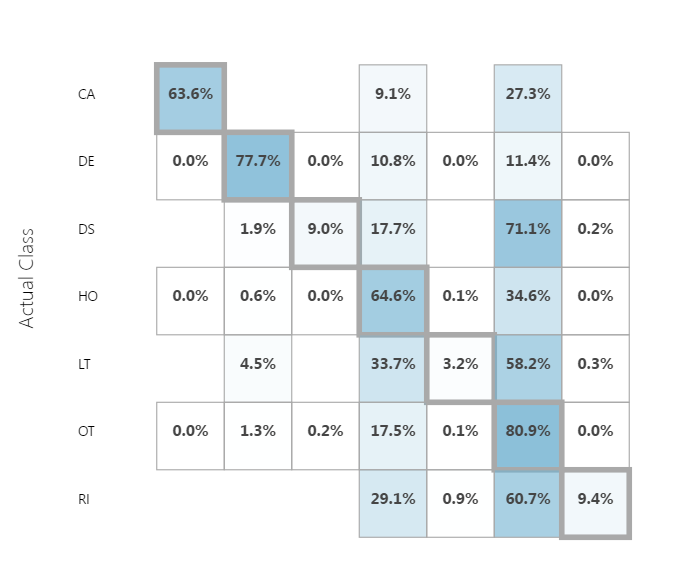 CA 63.6% 9.1% 27.3%
DE 0.0% 77.7% 0.0% 10.8% 0.0% 11.4% 0.0%
DS 1.9% 9.0% 17.7% 71.1% 0.2%
HO 0.0% 0.6% 0.0% 64.6% 0.1% 34.6% 0.0%
LT 4.5% 33.7% 3.2% 58.2% 0.3%
OT 0.0% 1.3% 0.2% 17.5% 0.1% 80.9% 0.0%
RI 29.1% 0.9% 60.7% 9.4%
Actual Class